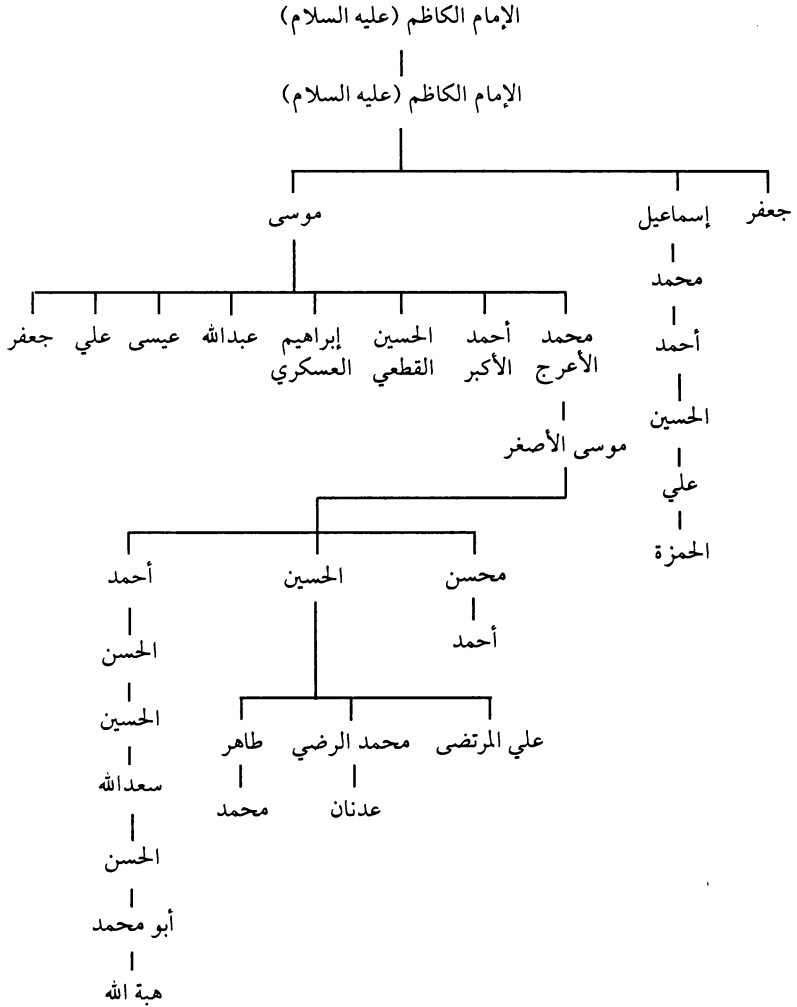 الإمام الكاظم (عليه السلام)
الإمام الكاظم (عليه السلام)
جعفر
إسماعيل
موسى
محمد
أحمد
الحسين
علي
الحمزة
محمد الأعرج
أحمد الأكبر
الحسين القطعي
إبراهيم العسكري
عبدالله
عيسى
علي
جعفر
موسى الأصغر
محسن
أحمد
الحسين
علي المرتضى
محمد الرضي
عدنان
طاهر
محمد
أحمد
الحسن
الحسين
سعدالله
الحسن
أبو محمد
هبة الله